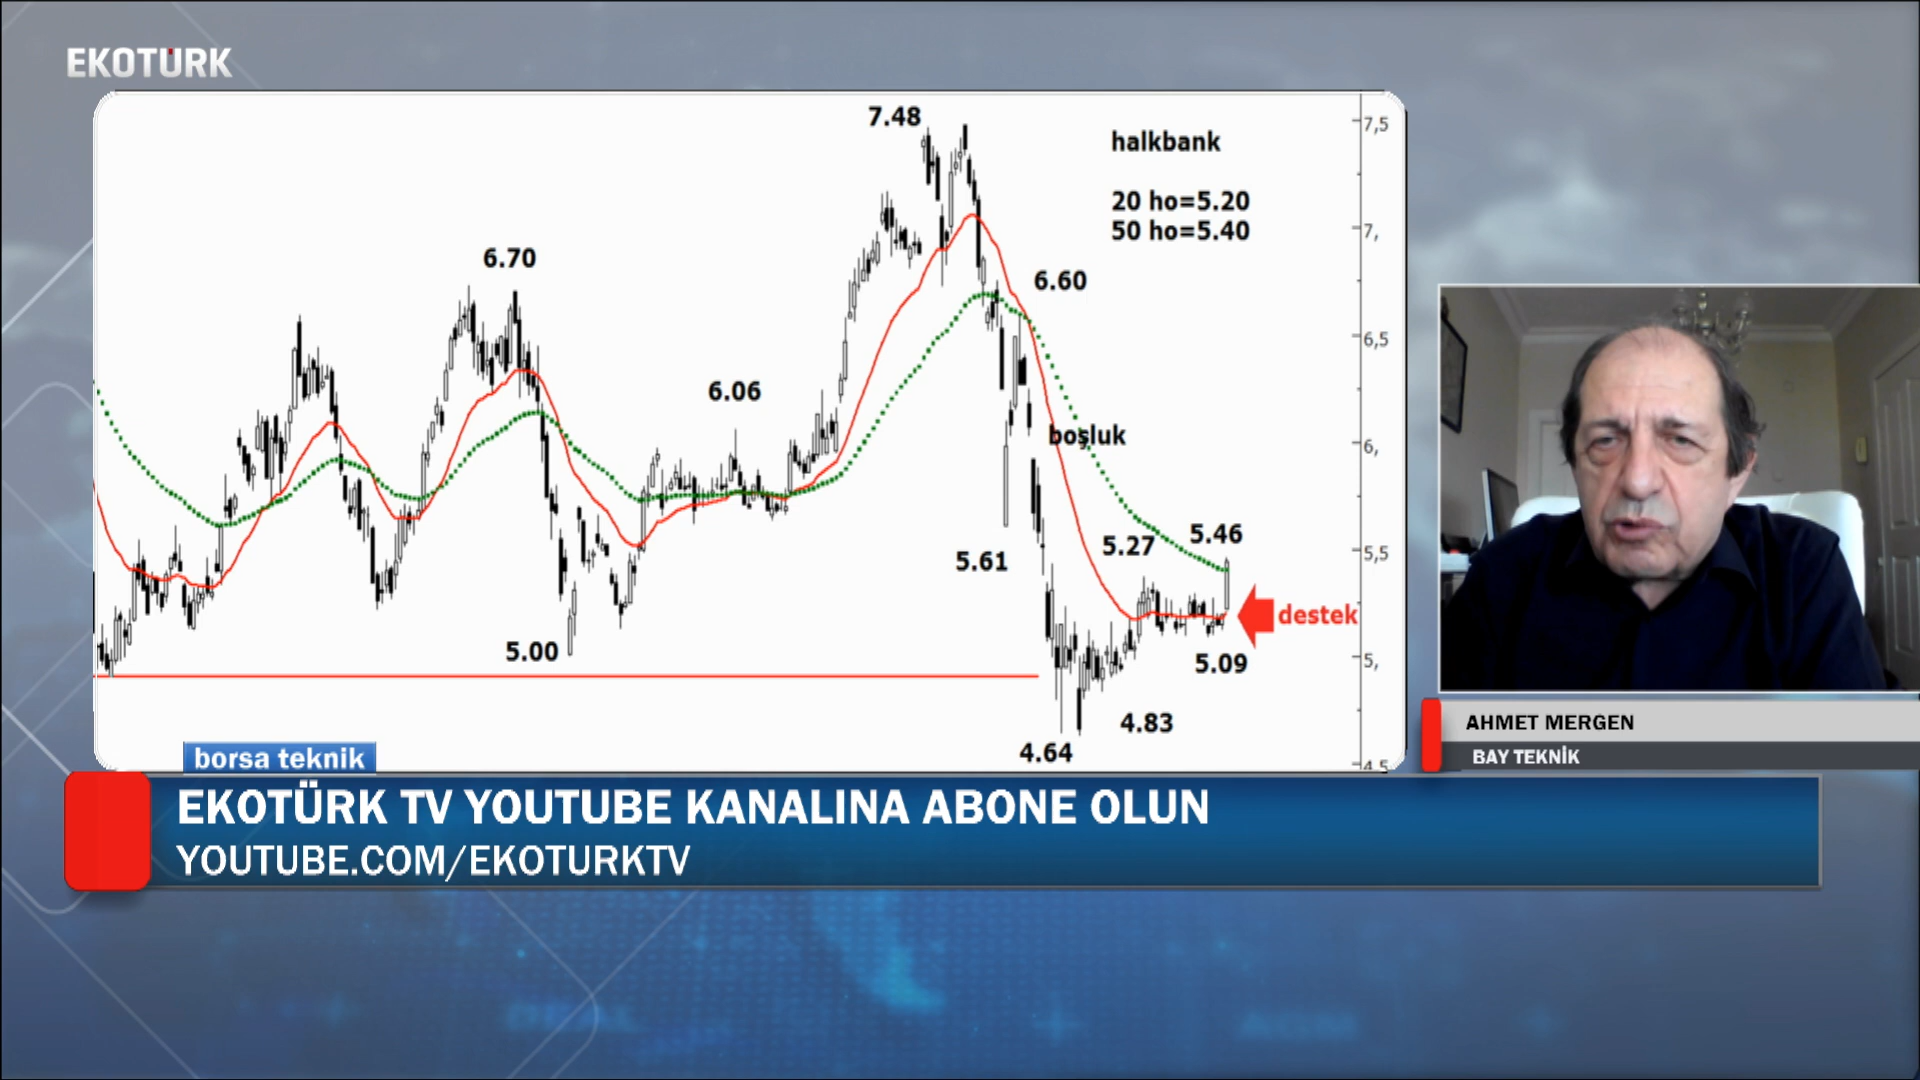 EKOTÜRK
7.48
halkbank
20 ho=5.20
50 ho=5.40
6.70
6.60
6.06
boşluk
5.61
5.27
5.46
destek
5.00
5.09
4.83
4.64
7,5
7,
6,5
6,
5,5
5,
4,5
AHMET MERGEN
BAY TEKNİK
borsa teknik
EKOTÜRK TV YOUTUBE KANALINA ABONE OLUN
YOUTUBE.COM/EKOTURKTV